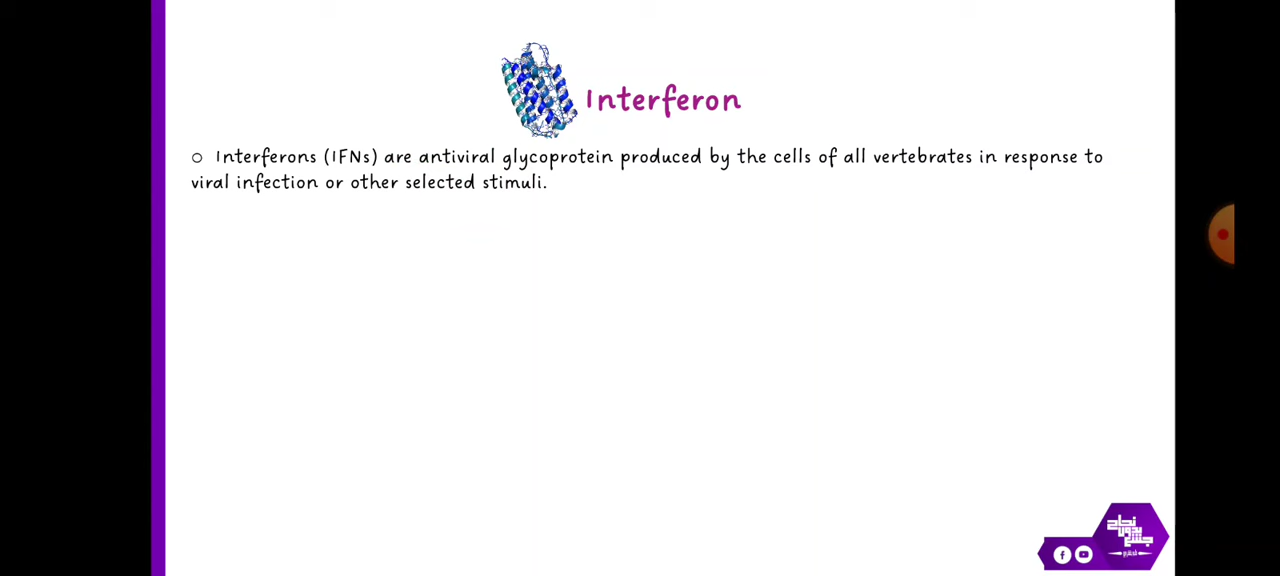 Interferon
○ Interferons (IFNs) are antiviral glycoprotein produced by the cells of all vertebrates in response to
viral infection or other selected stimuli.